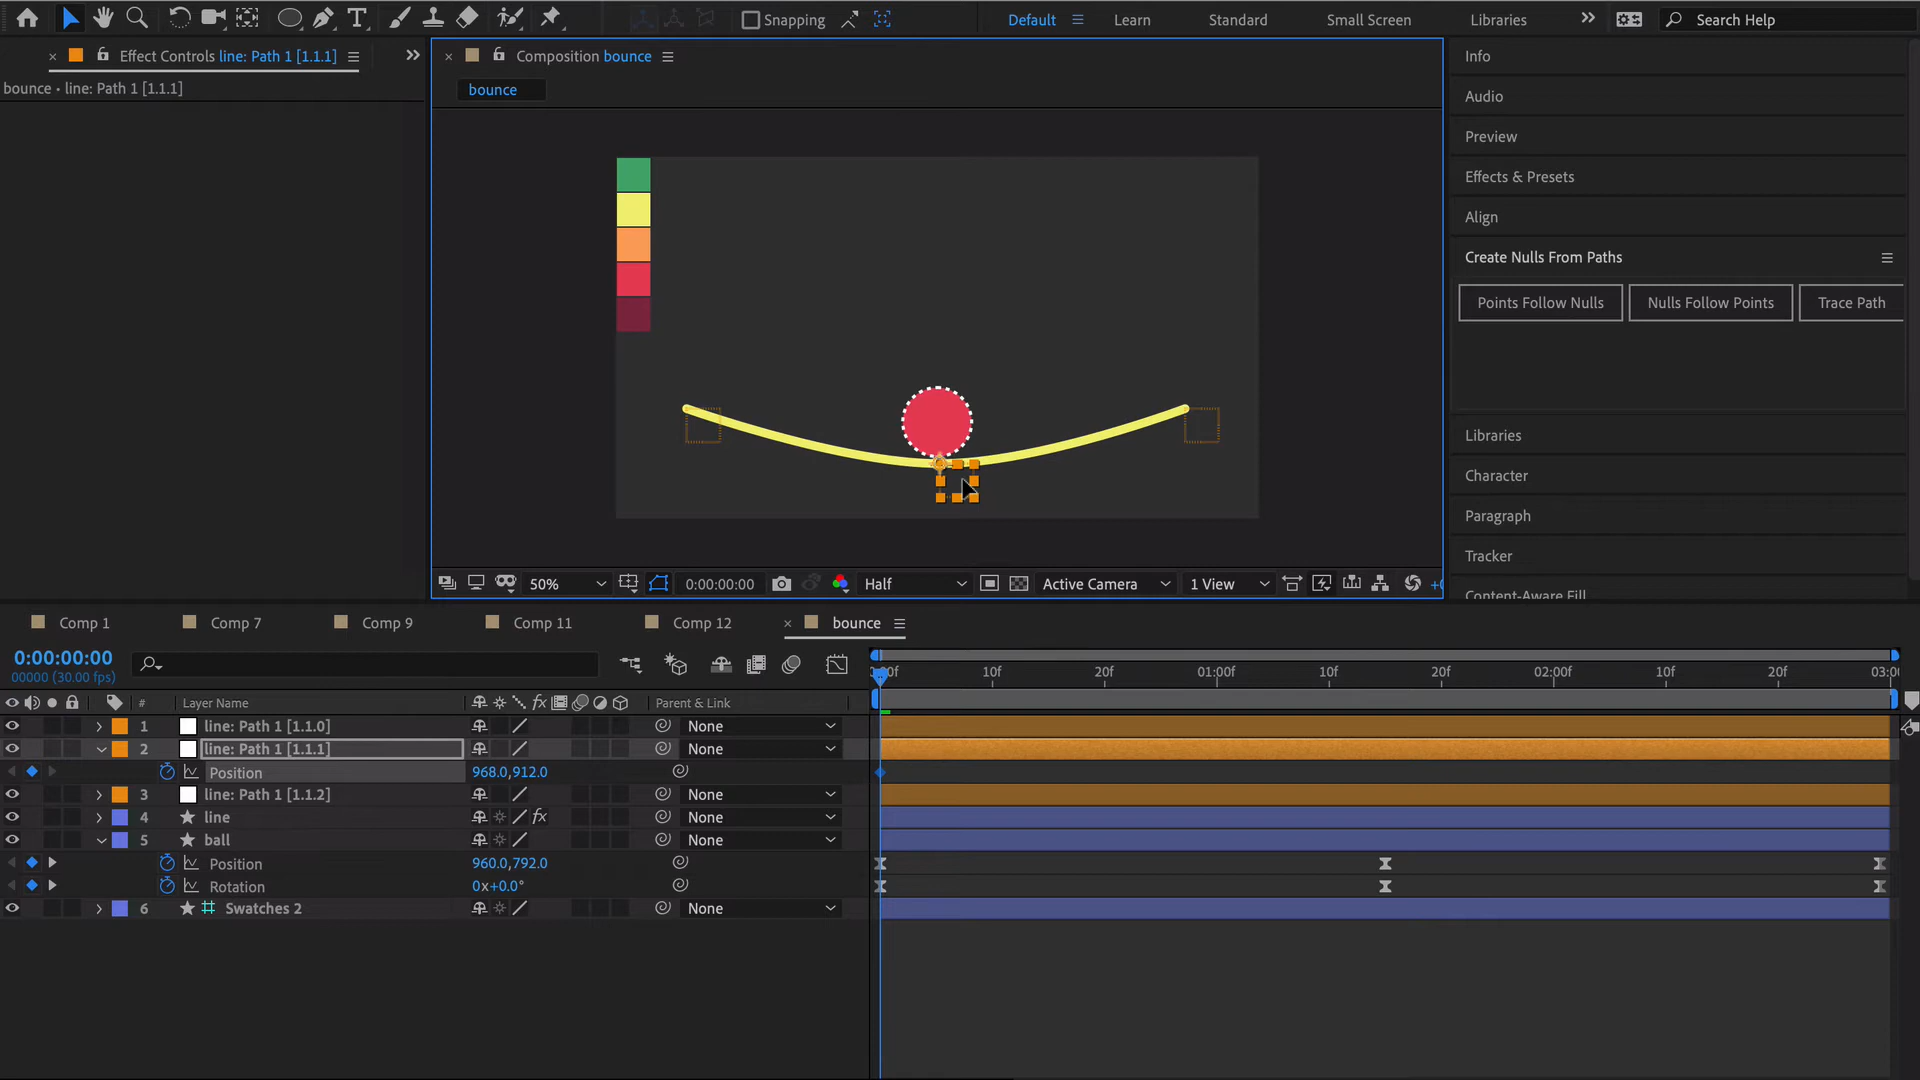 Snapping
Default
Learn
Standard
Small Screen
Libraries
Search Help
Effect Controls line: Path 1 [1.1.1]
Composition bounce
bounce • line: Path 1 [1.1.1]
bounce
Info
Audio
Preview
Effects & Presets
Align
Create Nulls From Paths
Points Follow Nulls
Nulls Follow Points
Trace Path
Libraries
Character
Paragraph
Tracker
Content-Aware Fill
50%
0:00:00:00
Half
Active Camera
1 View
Comp 1
Comp 7
Comp 9
Comp 11
Comp 12
bounce
0:00:00:00
00000 (30.00 fps)
10f
20f
01:00f
10f
20f
02:00f
10f
20f
# Layer Name
fx
Parent & Link
1 line: Path 1 [1.1.0] None
2 line: Path 1 [1.1.1] None
Position 968.0,912.0
3 line: Path 1 [1.1.2] None
4 line fx None
5 ball None
Position 960.0,792.0
Rotation 0x+0.0°
6 Swatches 2 None